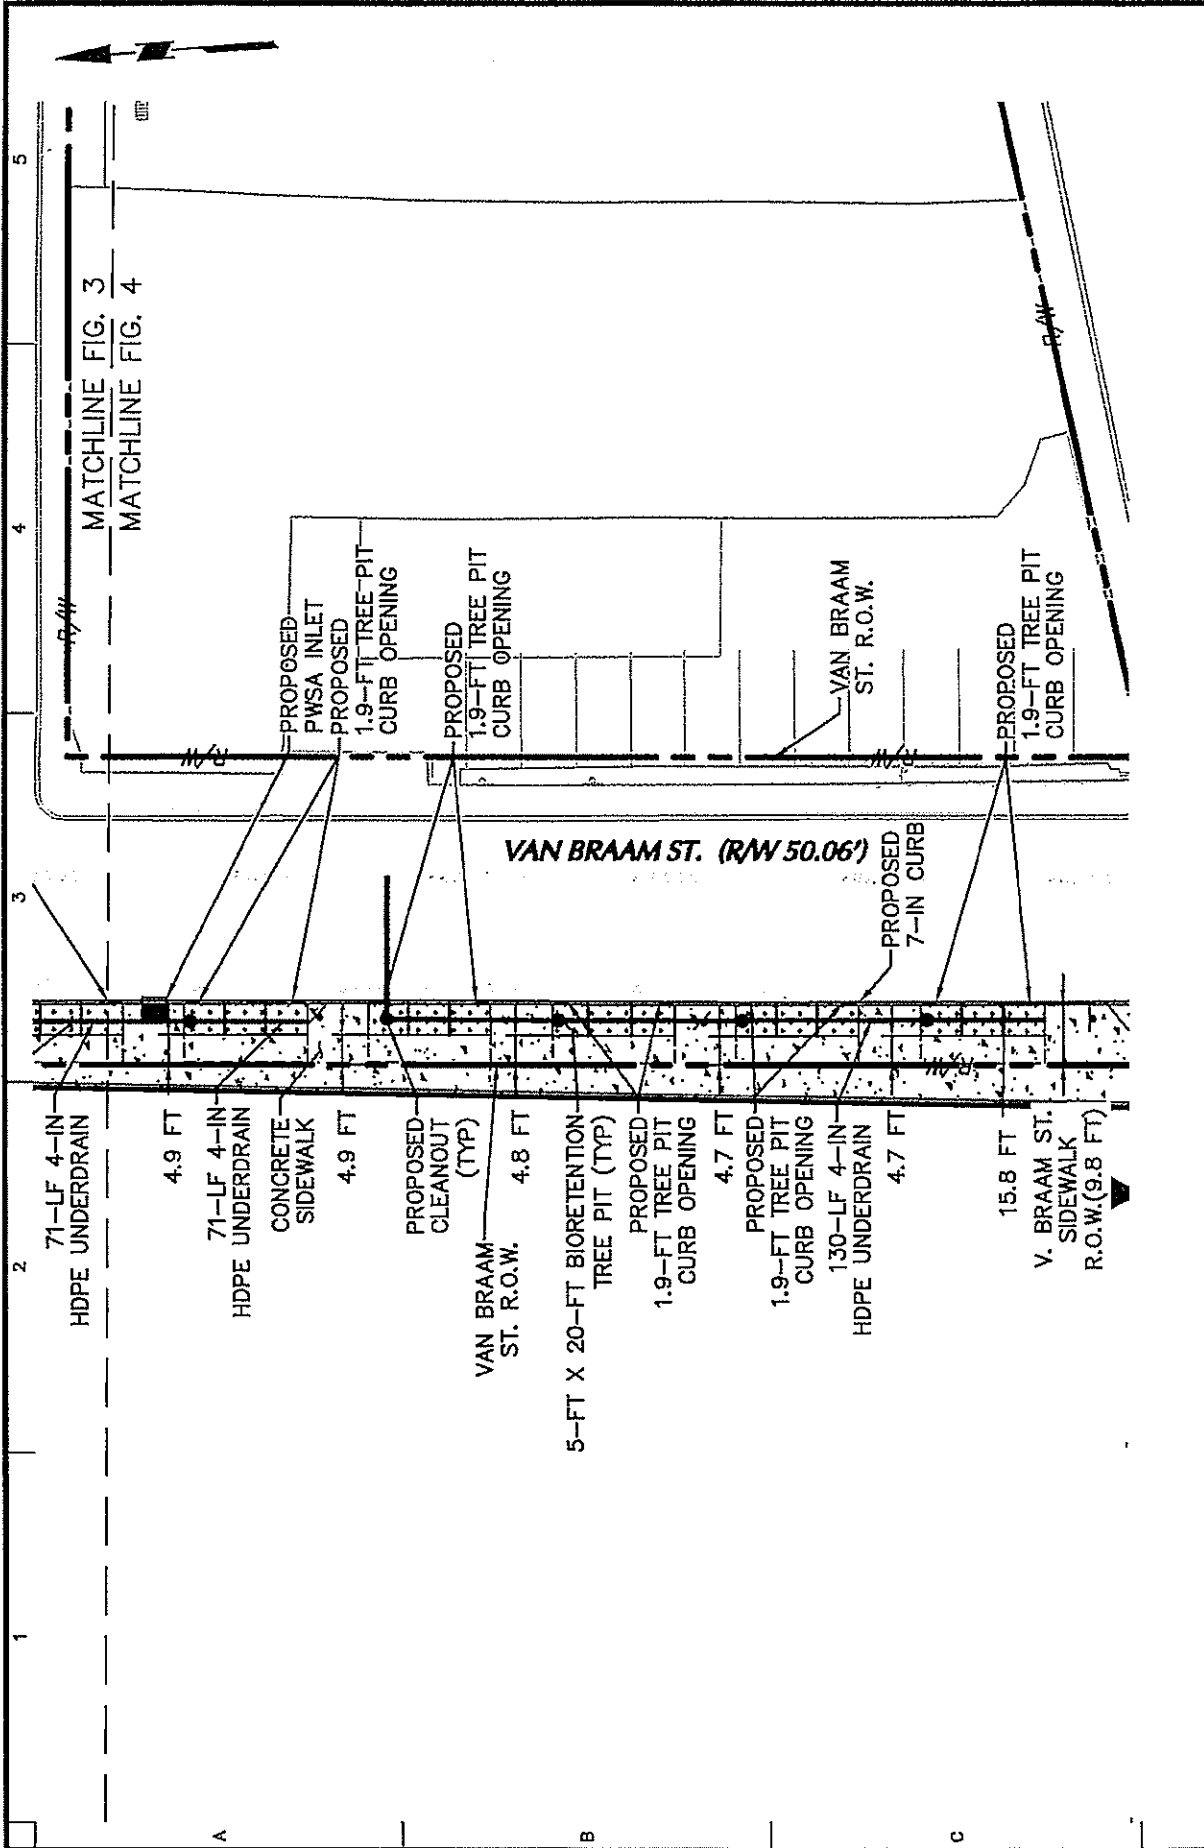 5
4
3
2
1
A
B
C
MATCHLINE FIG. 3
MATCHLINE FIG. 4
R/W
PROPOSED
PWSA INLET
PROPOSED
1.9-FT TREE PIT
CURB OPENING
PROPOSED
1.9-FT TREE PIT
CURB OPENING
VAN BRAAM
ST. R.O.W.
PROPOSED
1.9-FT TREE PIT
CURB OPENING
R/W
R/W
R/W
VAN BRAAM ST. (R/W 50.06')
PROPOSED
7-IN CURB
R/W
71-LF 4-IN
HDPE UNDERDRAIN
4.9 FT
71-LF 4-IN
HDPE UNDERDRAIN
CONCRETE
SIDEWALK
4.9 FT
PROPOSED
CLEANOUT
(TYP)
VAN BRAAM
ST. R.O.W.
4.8 FT
5-FT X 20-FT BIORETENTION
TREE PIT (TYP)
PROPOSED
1.9-FT TREE PIT
CURB OPENING
4.7 FT
PROPOSED
1.9-FT TREE PIT
CURB OPENING
130-LF 4-IN
HDPE UNDERDRAIN
4.7 FT
15.8 FT
V. BRAAM ST.
SIDEWALK
R.O.W.(9.8 FT)